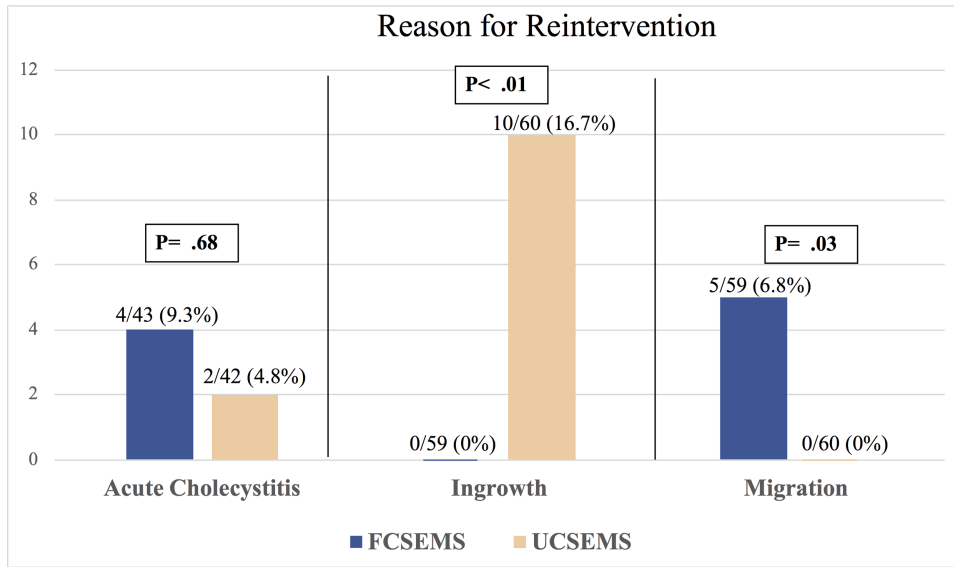 Reason for Reintervention
12
10
8
6
4
2
0
P= .68
4/43 (9.3%)
2/42 (4.8%)
P< .01
10/60 (16.7%)
0/59 (0%)
P= .03
5/59 (6.8%)
0/60 (0%)
Acute Cholecystitis
Ingrowth
Migration
FCSEMS
UCSEMS